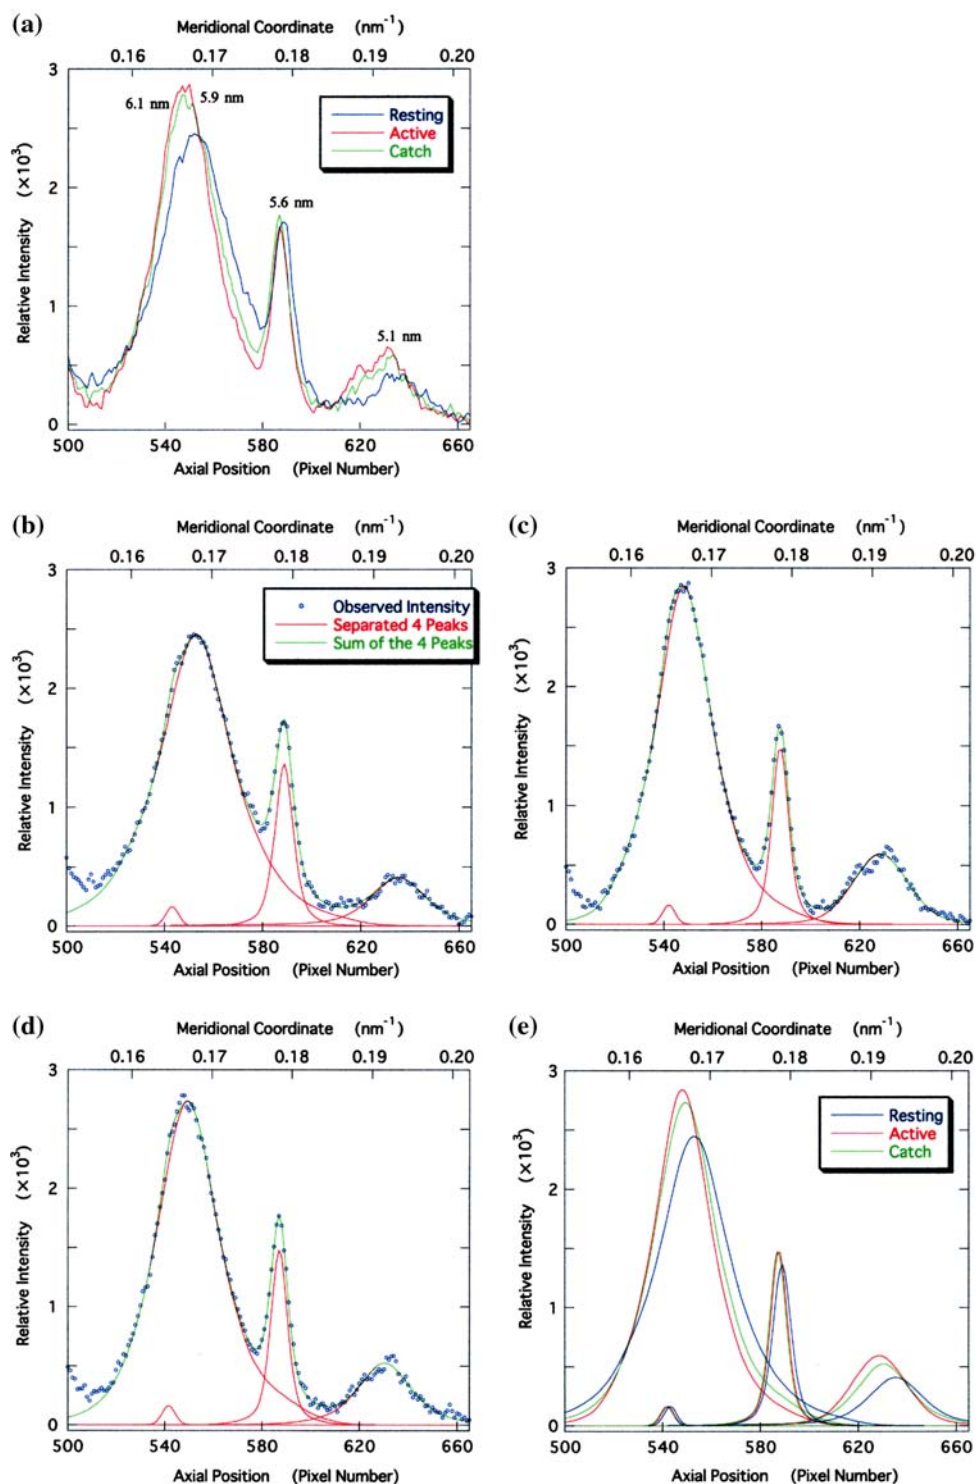 (a)
Meridional Coordinate (nm⁻¹)
0.16 0.17 0.18 0.19 0.20
3
2
1
0
Relative Intensity (×10³)
6.1 nm
5.9 nm
5.6 nm
5.1 nm
Resting
Active
Catch
500 540 580 620 660
Axial Position (Pixel Number)
(b)
Meridional Coordinate (nm⁻¹)
0.16 0.17 0.18 0.19 0.20
3
2
1
0
Relative Intensity (×10³)
Observed Intensity
Separated 4 Peaks
Sum of the 4 Peaks
500 540 580 620 660
Axial Position (Pixel Number)
(c)
Meridional Coordinate (nm⁻¹)
0.16 0.17 0.18 0.19 0.20
3
2
1
0
Relative Intensity (×10³)
500 540 580 620 660
Axial Position (Pixel Number)
(d)
Meridional Coordinate (nm⁻¹)
0.16 0.17 0.18 0.19 0.20
3
2
1
0
Relative Intensity (×10³)
500 540 580 620 660
Axial Position (Pixel Number)
(e)
Meridional Coordinate (nm⁻¹)
0.16 0.17 0.18 0.19 0.20
3
2
1
0
Relative Intensity (×10³)
Resting
Active
Catch
500 540 580 620 660
Axial Position (Pixel Number)